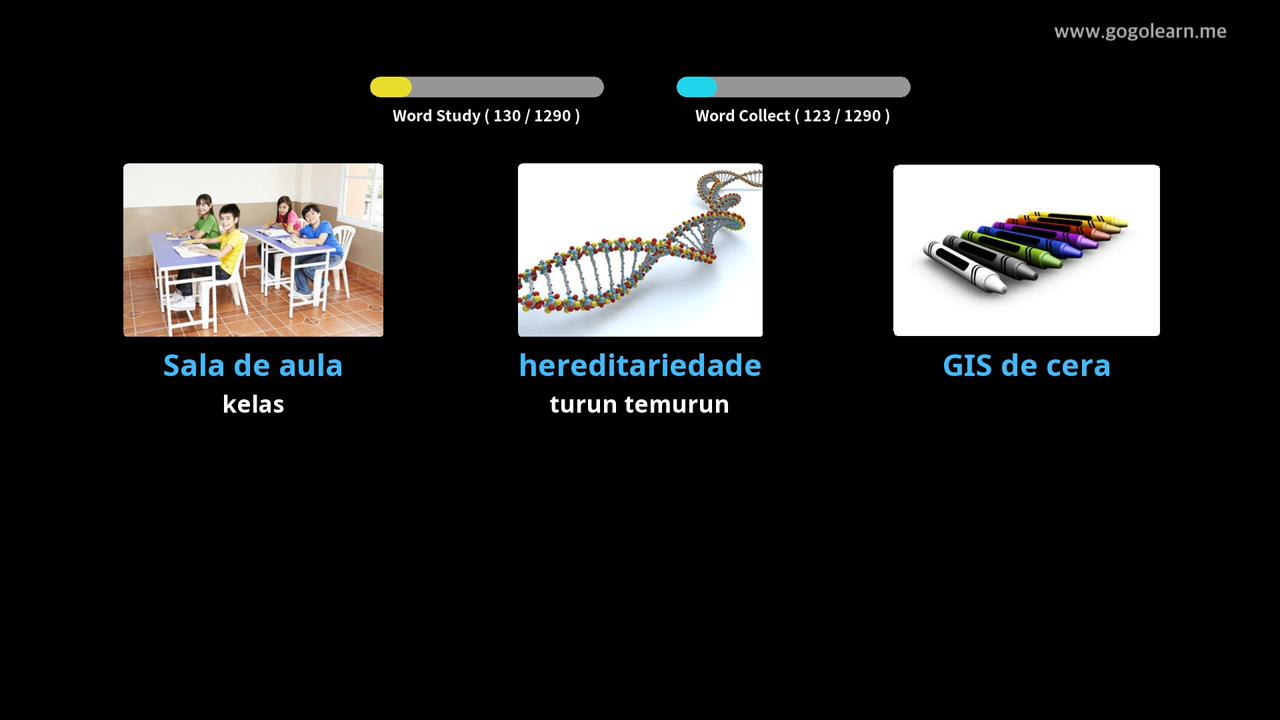 www.gogolearn.me
Word Study ( 130 / 1290 )
Word Collect ( 123 / 1290 )
Sala de aula
kelas
hereditariedade
turun temurun
GIS de cera